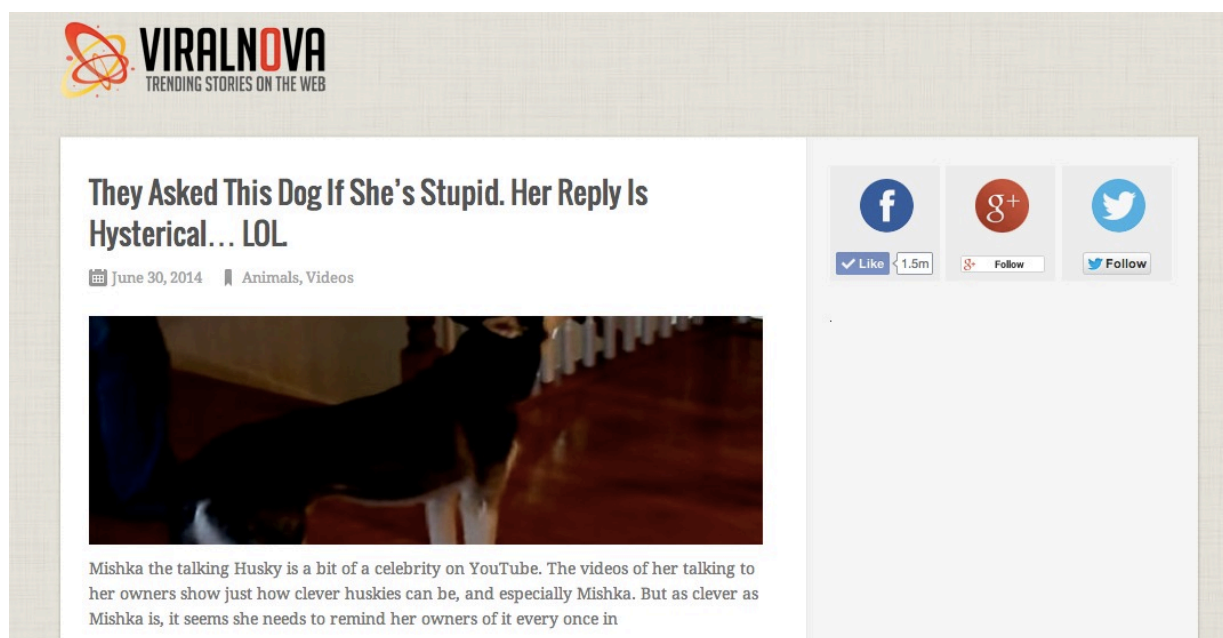 VIRALNOVA
TRENDING STORIES ON THE WEB
They Asked This Dog If She's Stupid. Her Reply Is
Hysterical… LOL
June 30, 2014 Animals, Videos
Mishka the talking Husky is a bit of a celebrity on YouTube. The videos of her talking to
her owners show just how clever huskies can be, and especially Mishka. But as clever as
Mishka is, it seems she needs to remind her owners of it every once in
f g+
Like 1.5m g+ Follow Follow
.